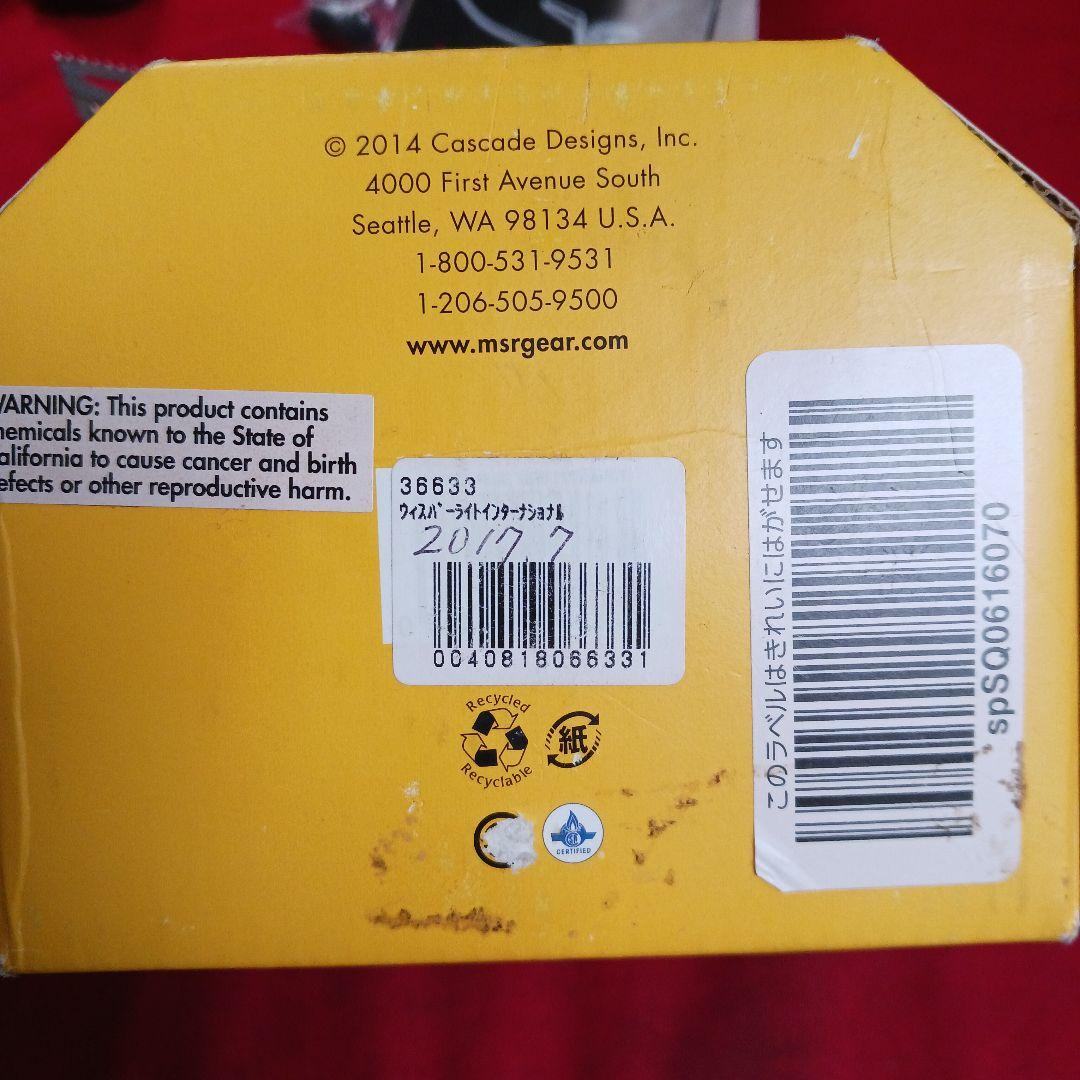 © 2014 Cascade Designs, Inc.
4000 First Avenue South
Seattle, WA 98134 U.S.A.
1-800-531-9531
1-206-505-9500
www.msrgear.com
WARNING: This product contains
chemicals known to the State of
California to cause cancer and birth
defects or other reproductive harm.
36633
ウィスパーライトインターナショナル
2017 7
0040818066331
このラベルはきれいにはがせます
spSQ0616070
Recycled
Recyclable
紙
CERTIFIED